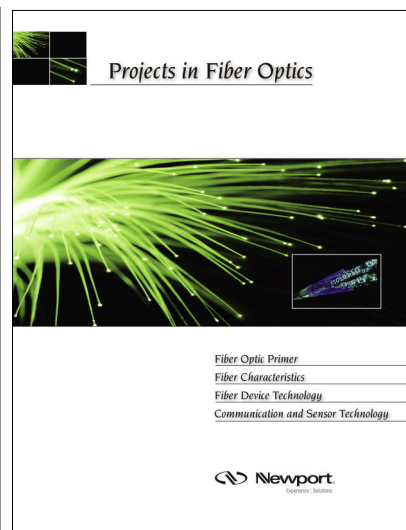 Projects in Fiber Optics
Fiber Optic Primer
Fiber Characteristics
Fiber Device Technology
Communication and Sensor Technology
Newport.
Experience | Solutions